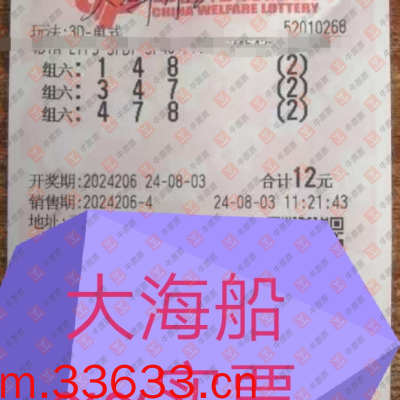 CHINA WELFARE LOTTERY
玩法:3D-单式
52010268
组六: 1 4 8 (2)
组六: 3 4 7 (2)
组六: 4 7 8 (2)
开奖期:2024206 24-08-03 合计12元
销售期:2024206-4 24-08-03 11:21:43
地址:
大海船
m.33633.cn